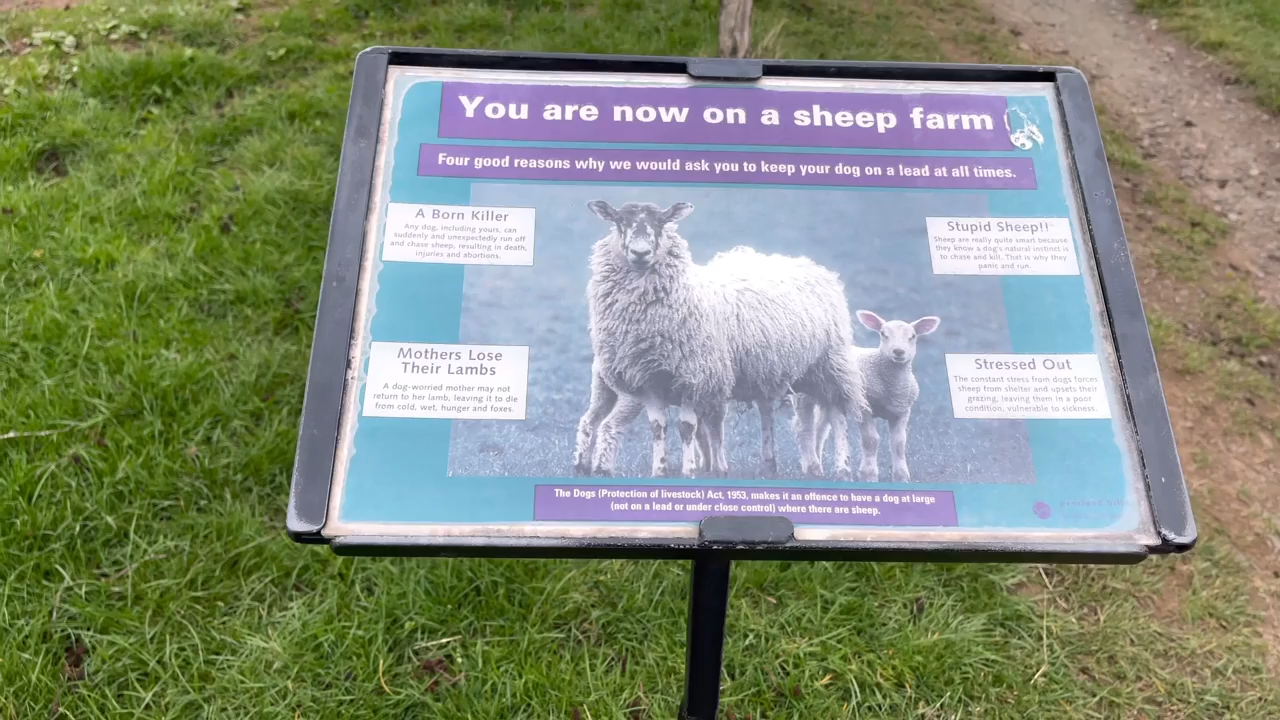 You are now on a sheep farm
Four good reasons why we would ask you to keep your dog on a lead at all times.
A Born Killer
Any dog, including yours, can
suddenly and unexpectedly run off
and chase sheep, resulting in death,
injuries and abortions.
Stupid Sheep!!
Sheep are really quite smart because
they know a dog's natural instinct is
to chase and kill. That is why they
panic and run.
Mothers Lose
Their Lambs
A dog-worried mother may not
return to her lamb, leaving it to die
from cold, wet, hunger and foxes.
Stressed Out
The constant stress from dogs forces
sheep from shelter and upsets their
grazing, leaving them in a poor
condition, vulnerable to sickness.
The Dogs (Protection of livestock) Act, 1953, makes it an offence to have a dog at large
(not on a lead or under close control) where there are sheep.